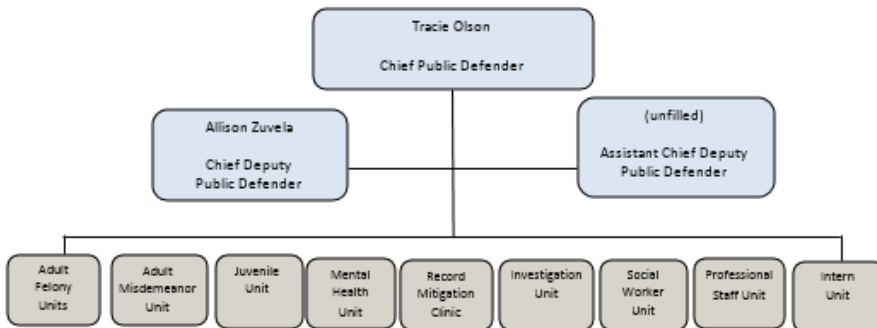 Tracie Olson
Chief Public Defender
Allison Zuvela
Chief Deputy
Public Defender
(unfilled)
Assistant Chief Deputy
Public Defender
Adult
Felony
Units
Adult
Misdemeanor
Unit
Juvenile
Unit
Mental
Health
Unit
Record
Mitigation
Clinic
Investigation
Unit
Social
Worker
Unit
Professional
Staff Unit
Intern
Unit